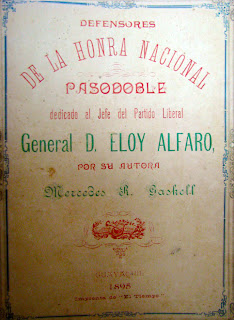 DEFENSORES
DE LA HONRA NACIONAL
PASODOBLE
dedicado al Jefe del Partido Liberal
General D. ELOY ALFARO,
POR SU AUTORA
Mercedes R. Gaskell
GUAYAQUIL
1895
Imprenta de "El Tiempo"